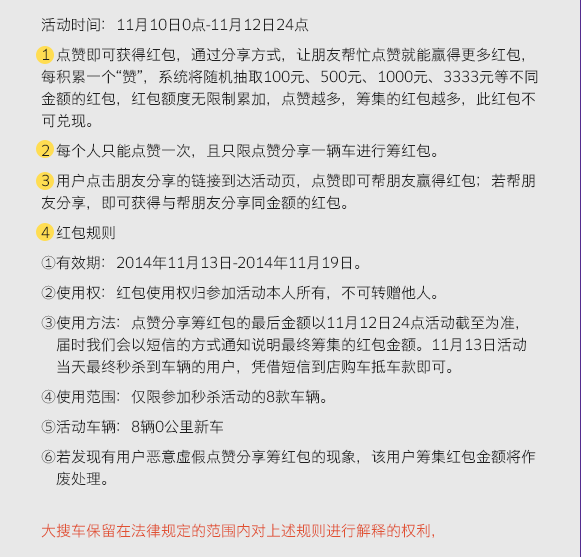 活动时间：11月10日0点-11月12日24点
1 点赞即可获得红包，通过分享方式，让朋友帮忙点赞就能赢得更多红包，
每积累一个“赞”，系统将随机抽取100元、500元、1000元、3333元等不同
金额的红包，红包额度无限制累加，点赞越多，筹集的红包越多，此红包不
可兑现。
2 每个人只能点赞一次，且只限点赞分享一辆车进行筹红包。
3 用户点击朋友分享的链接到达活动页，点赞即可帮朋友赢得红包；若帮朋
友分享，即可获得与帮朋友分享同金额的红包。
4 红包规则
①有效期：2014年11月13日-2014年11月19日。
②使用权：红包使用权归参加活动本人所有，不可转赠他人。
③使用方法：点赞分享筹红包的最后金额以11月12日24点活动截至为准，
届时我们会以短信的方式通知说明最终筹集的红包金额。11月13日活动
当天最终秒杀到车辆的用户，凭借短信到店购车抵车款即可。
④使用范围：仅限参加秒杀活动的8款车辆。
⑤活动车辆：8辆0公里新车
⑥若发现有用户恶意虚假点赞分享筹红包的现象，该用户筹集红包金额将作
废处理。
大搜车保留在法律规定的范围内对上述规则进行解释的权利，